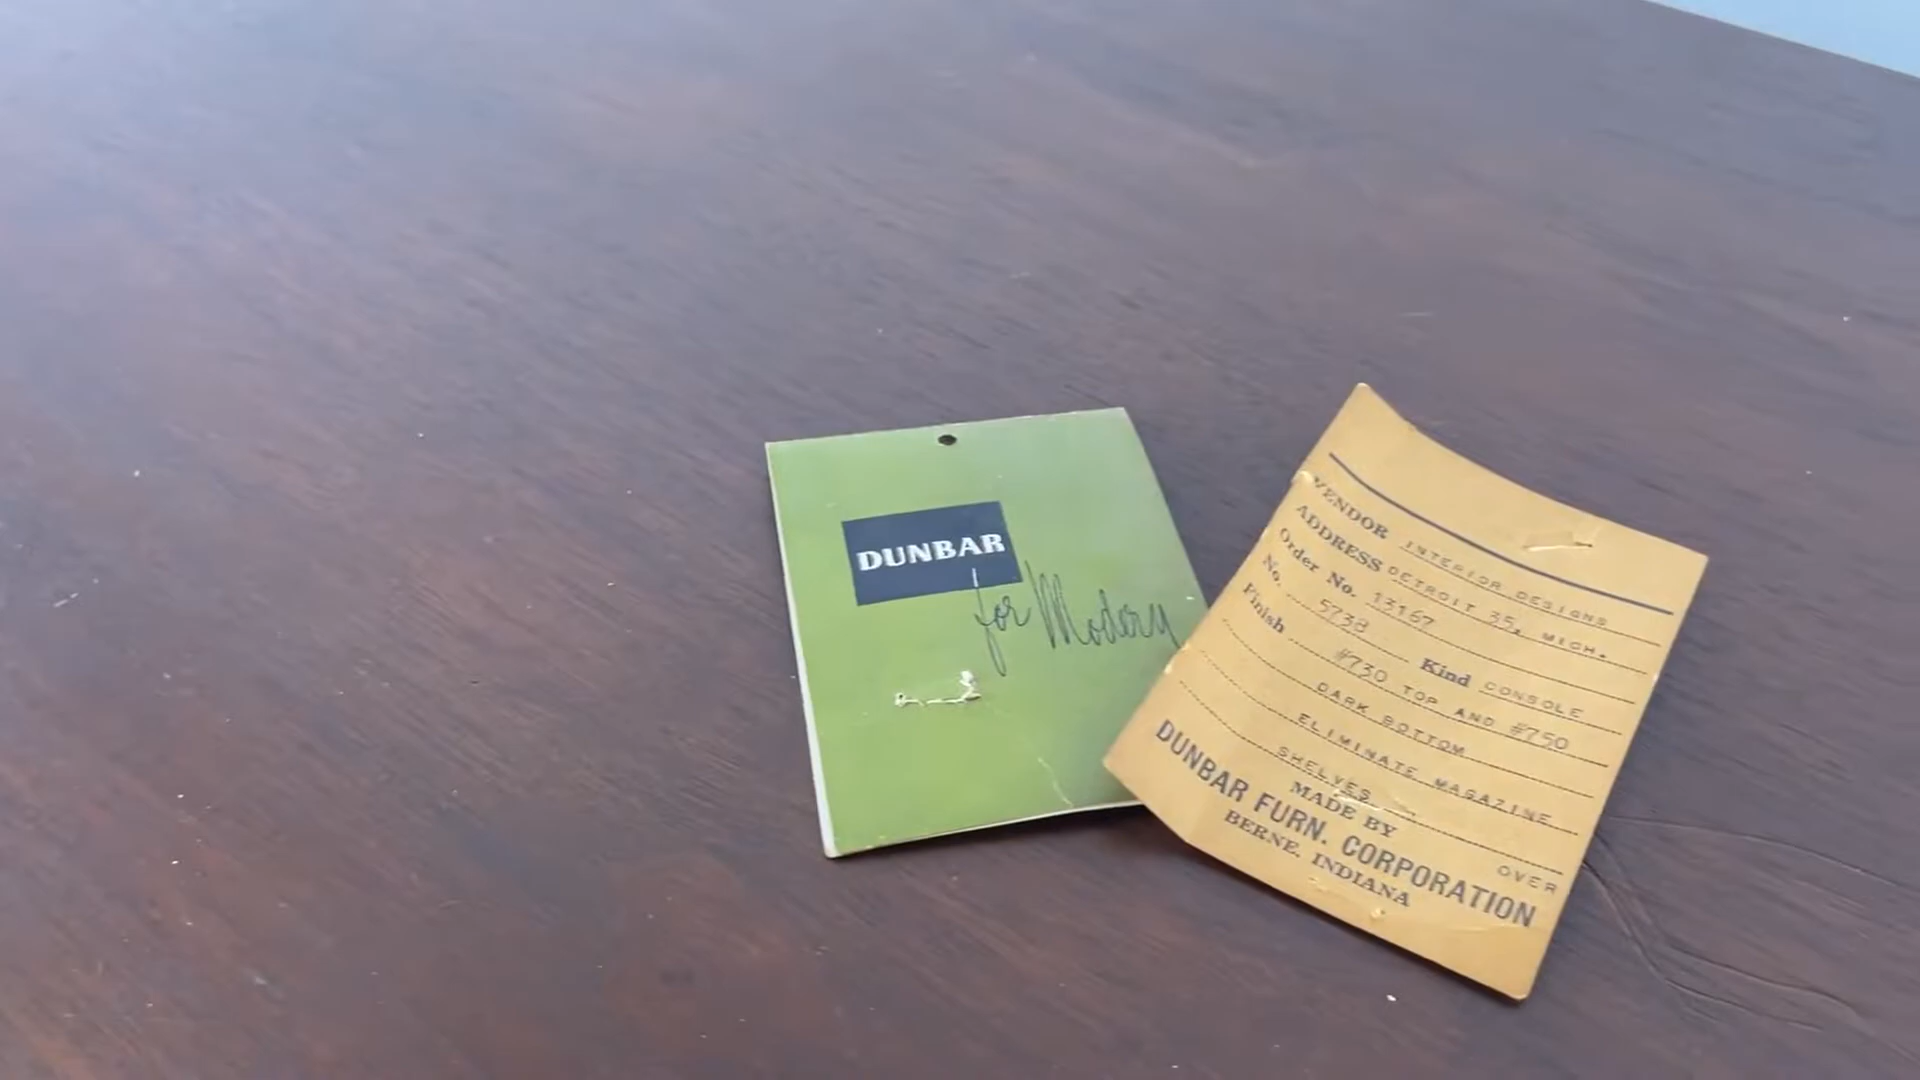 DUNBAR
for Modern
VENDOR INTERIOR DESIGNS
ADDRESS DETROIT 35, MICH.
Order No. 13167
No. 5738 Kind CONSOLE
Finish #730 TOP AND #750
DARK BOTTOM
ELIMINATE MAGAZINE
SHELVES
OVER
MADE BY
DUNBAR FURN. CORPORATION
BERNE, INDIANA